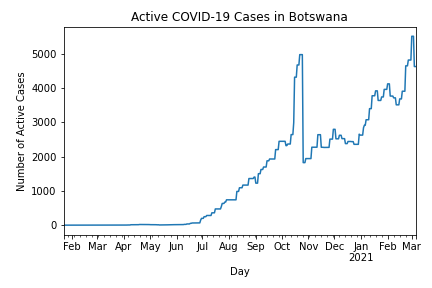 Active COVID-19 Cases in Botswana
Number of Active Cases
5000
4000
3000
2000
1000
0
Feb Mar Apr May Jun Jul Aug Sep Oct Nov Dec Jan Feb Mar
2021
Day